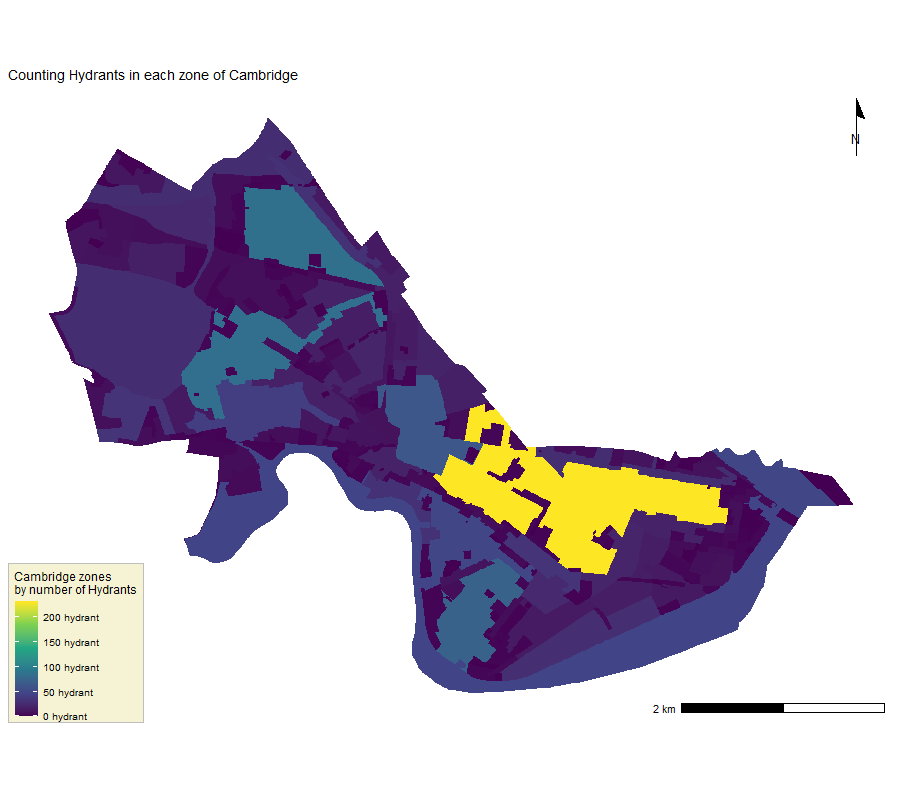 Counting Hydrants in each zone of Cambridge
N
Cambridge zones
by number of Hydrants
200 hydrant
150 hydrant
100 hydrant
50 hydrant
0 hydrant
2 km